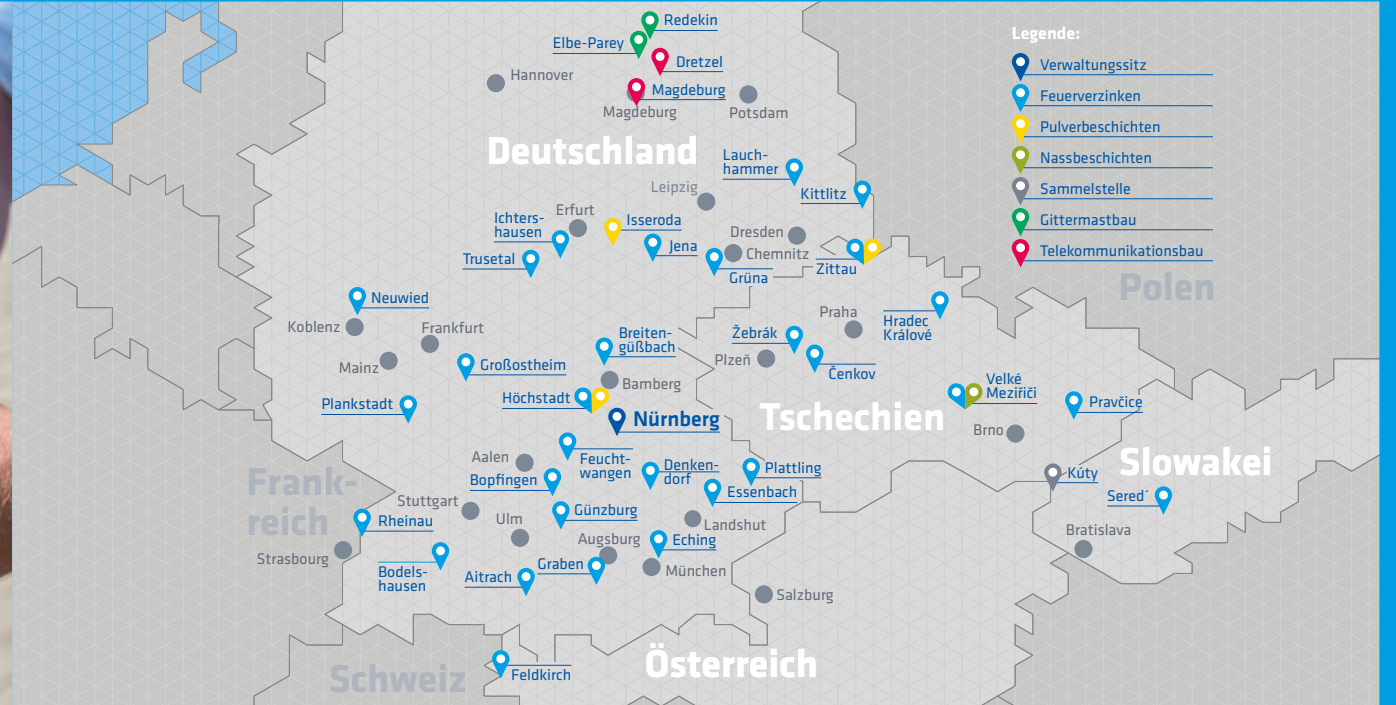 Redekin
Elbe-Parey
Dretzel
Hannover
Magdeburg
Magdeburg
Potsdam
Deutschland
Lauch-
hammer
Kittlitz
Leipzig
Ichters-
hausen
Erfurt
Isseroda
Trusetal
Jena
Dresden
Chemnitz
Grüna
Zittau
Neuwied
Koblenz
Frankfurt
Mainz
Großostheim
Breiten-
güßbach
Bamberg
Plankstadt
Höchstadt
Nürnberg
Praha
Hradec
Králové
Žebrák
Plzeň
Čenkov
Tschechien
Velké
Meziříčí
Pravčice
Brno
Slowakei
Kúty
Sered´
Bratislava
Aalen
Bopfingen
Feucht-
wangen
Denken-
dorf
Plattling
Essenbach
Frank-
reich
Stuttgart
Rheinau
Ulm
Günzburg
Landshut
Strasbourg
Augsburg
Eching
Bodels-
hausen
Aitrach
Graben
München
Salzburg
Österreich
Schweiz
Feldkirch
Legende:
Verwaltungssitz
Feuerverzinken
Pulverbeschichten
Nassbeschichten
Sammelstelle
Gittermastbau
Telekommunikationsbau
Polen